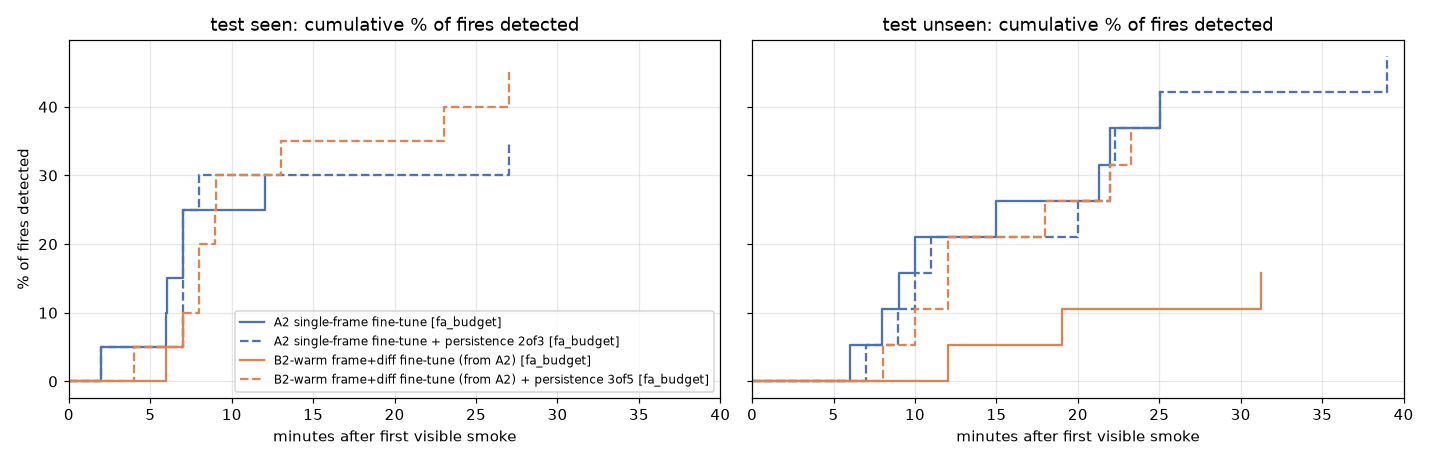 test seen: cumulative % of fires detected
% of fires detected
40
30
20
10
0
A2 single-frame fine-tune [fa_budget]
A2 single-frame fine-tune + persistence 2of3 [fa_budget]
B2-warm frame+diff fine-tune (from A2) [fa_budget]
B2-warm frame+diff fine-tune (from A2) + persistence 3of5 [fa_budget]
0 5 10 15 20 25 30 35 40
minutes after first visible smoke
test unseen: cumulative % of fires detected
0 5 10 15 20 25 30 35 40
minutes after first visible smoke